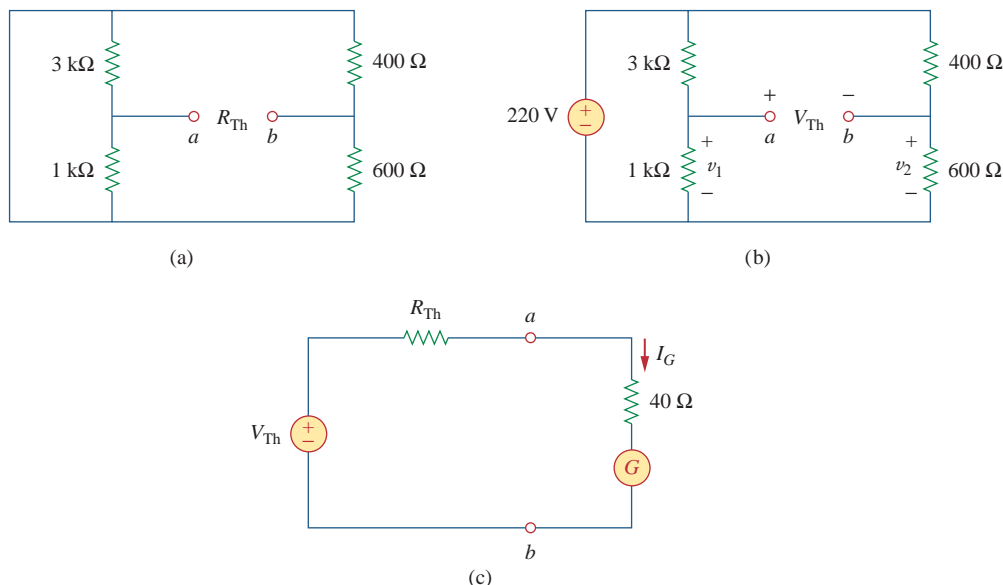 3 kΩ
400 Ω
R_Th
a
b
1 kΩ
600 Ω
(a)
220 V
+
−
3 kΩ
400 Ω
+
−
a
V_Th
b
1 kΩ
+
v_1
−
+
v_2
−
600 Ω
(b)
R_Th
a
I_G
40 Ω
V_Th
+
−
G
b
(c)